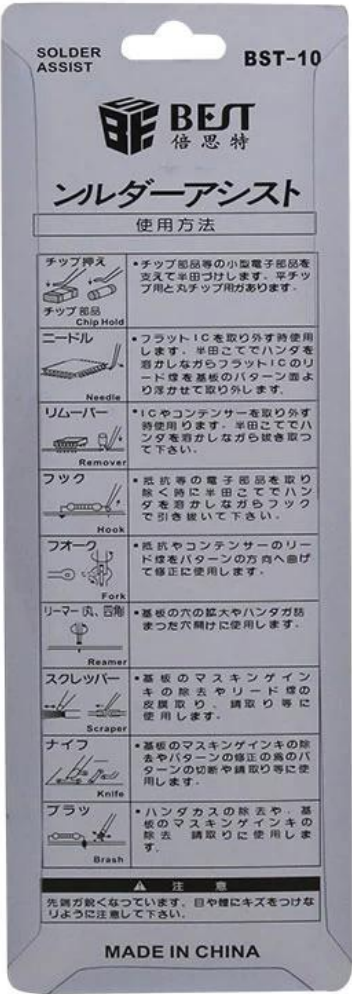 SOLDER
ASSIST
BST-10
BEST
倍思特
ンルダーアシスト
使用方法
チップ押え
チップ部品
Chip Hold
•チップ部品等の小型電子部品を
支えて半田づけします。平チッ
プ用と丸チップ用があります。
ニードル
Needle
•フラットICを取り外す時使用
します。半田こてでハンダを
溶かしながらフラットICのリ
ード線を基板のパターン面より
浮かせて取り外します。
リムーバー
Remover
•ICやコンテンサーを取り外す
時使用ります。半田こてでハ
ンダを溶かしながら抜き取つ
て下さい。
フック
Hook
•抵抗等の電子部品を取り
除く時に半田こてでハン
ダを溶かしながらフック
で引き抜いて下さい。
フオーク
Fork
•抵抗やコンテンサーのリー
ド線をパターンの方向へ曲げ
て修正に使用します。
リーマー(丸、四角)
Reamer
•基板の穴の拡大やハンダガ詰
まつた穴開けに使用します。
スクレッパー
Scraper
•基板のマスキンゲイン
キの除去やリード線の
皮膜取り、錆取り等に
使用します。
ナイフ
Knife
•基板のマスキンゲインキの除
去やパターンの修正の為のパ
ターンの切断や錆取り等に使
用します。
ブラツ
Brash
•ハンダカスの除去や、基
板のマスキンゲインキの
除去 錆取りに使用しま
す。
⚠ 注意
先端が鋭くなつています、目や體にキズをつけな
りように注意して下さい。
MADE IN CHINA